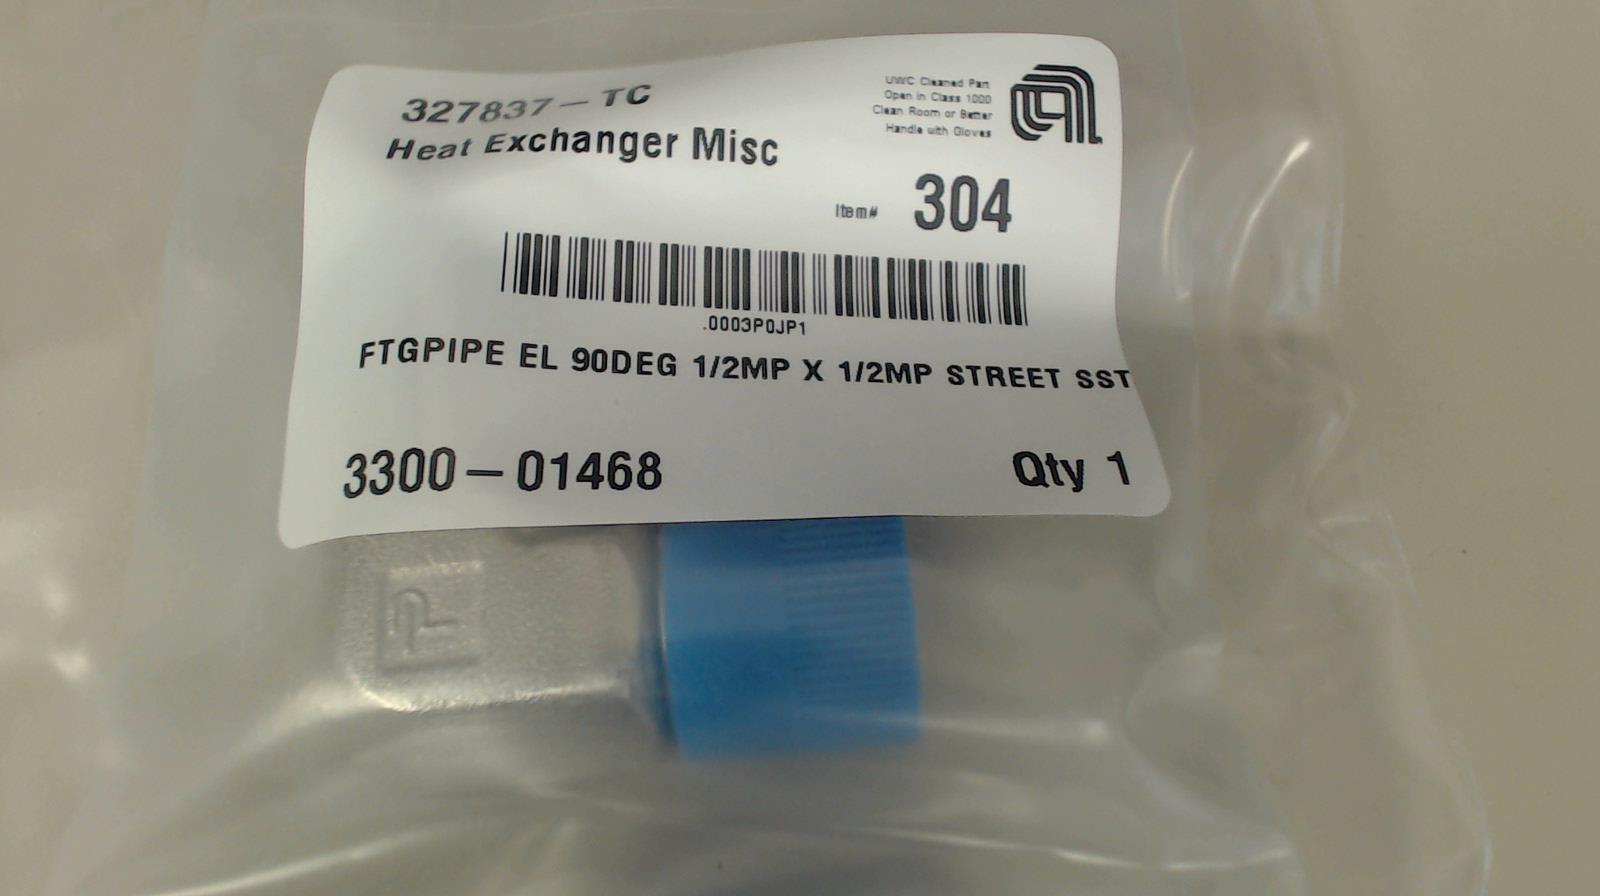 327837-TC
Heat Exchanger Misc
UWC Cleaned Part
Open in Class 1000
Clean Room or Better
Handle with Gloves
Item# 304
.0003P0JP1
FTGPIPE EL 90DEG 1/2MP X 1/2MP STREET SST
3300-01468
Qty 1